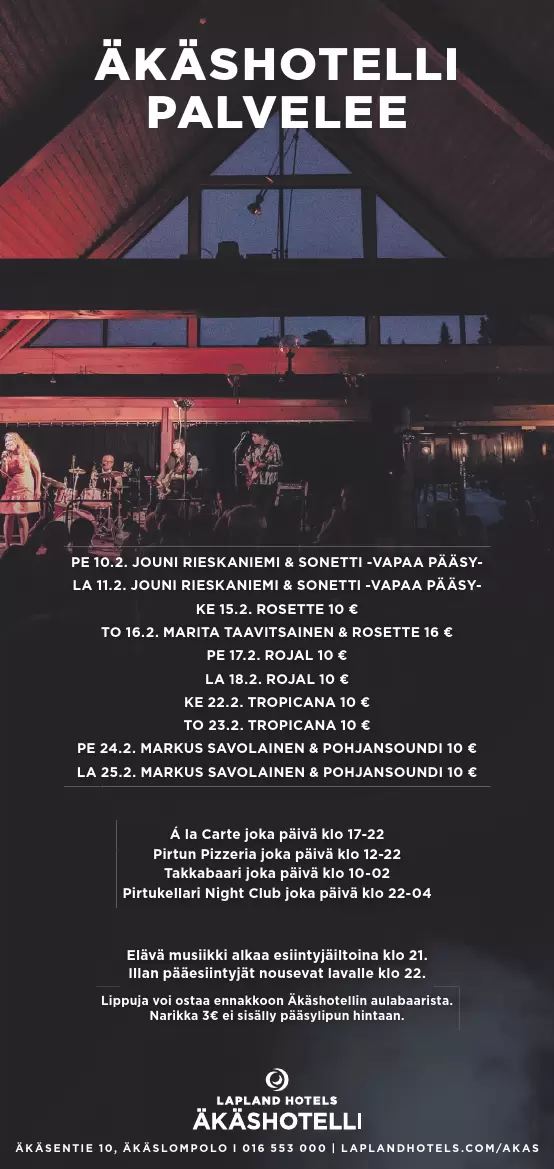 ÄKÄSHOTELLI
PALVELEE
PE 10.2. JOUNI RIESKANIEMI & SONETTI -VAPAA PÄÄSY-
LA 11.2. JOUNI RIESKANIEMI & SONETTI -VAPAA PÄÄSY-
KE 15.2. ROSETTE 10 €
TO 16.2. MARITA TAAVITSAINEN & ROSETTE 16 €
PE 17.2. ROJAL 10 €
LA 18.2. ROJAL 10 €
KE 22.2. TROPICANA 10 €
TO 23.2. TROPICANA 10 €
PE 24.2. MARKUS SAVOLAINEN & POHJANSOUNDI 10 €
LA 25.2. MARKUS SAVOLAINEN & POHJANSOUNDI 10 €
Á la Carte joka päivä klo 17-22
Pirtun Pizzeria joka päivä klo 12-22
Takkabaari joka päivä klo 10-02
Pirtukellari Night Club joka päivä klo 22-04
Elävä musiikki alkaa esiintyjäiltoina klo 21.
Illan pääesiintyjät nousevat lavalle klo 22.
Lippuja voi ostaa ennakkoon Äkäshotellin aulabaarista.
Narikka 3€ ei sisälly pääsylipun hintaan.
LAPLAND HOTELS
ÄKÄSHOTELLI
ÄKÄSENTIE 10, ÄKÄSLOMPOLO I 016 553 000 | LAPLANDHOTELS.COM/AKAS